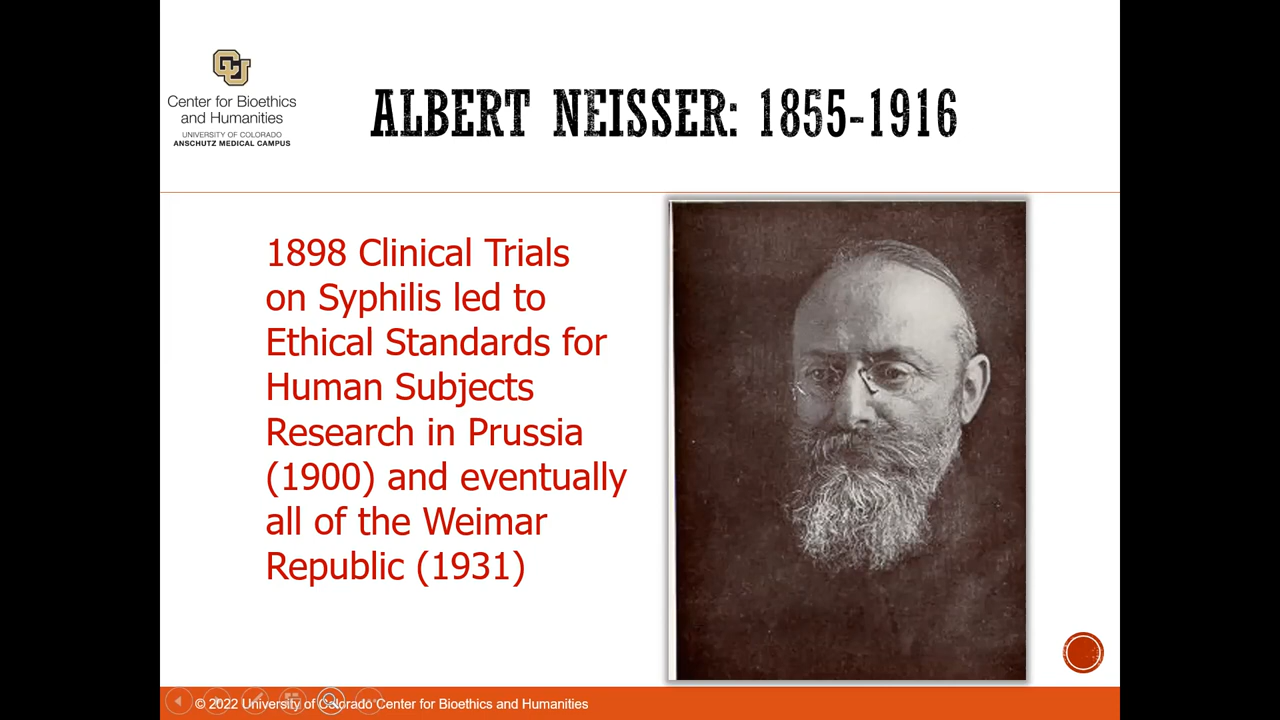 CU
Center for Bioethics
and Humanities
UNIVERSITY OF COLORADO
ANSCHUTZ MEDICAL CAMPUS
ALBERT NEISSER: 1855-1916
1898 Clinical Trials
on Syphilis led to
Ethical Standards for
Human Subjects
Research in Prussia
(1900) and eventually
all of the Weimar
Republic (1931)
© 2022 University of Colorado Center for Bioethics and Humanities